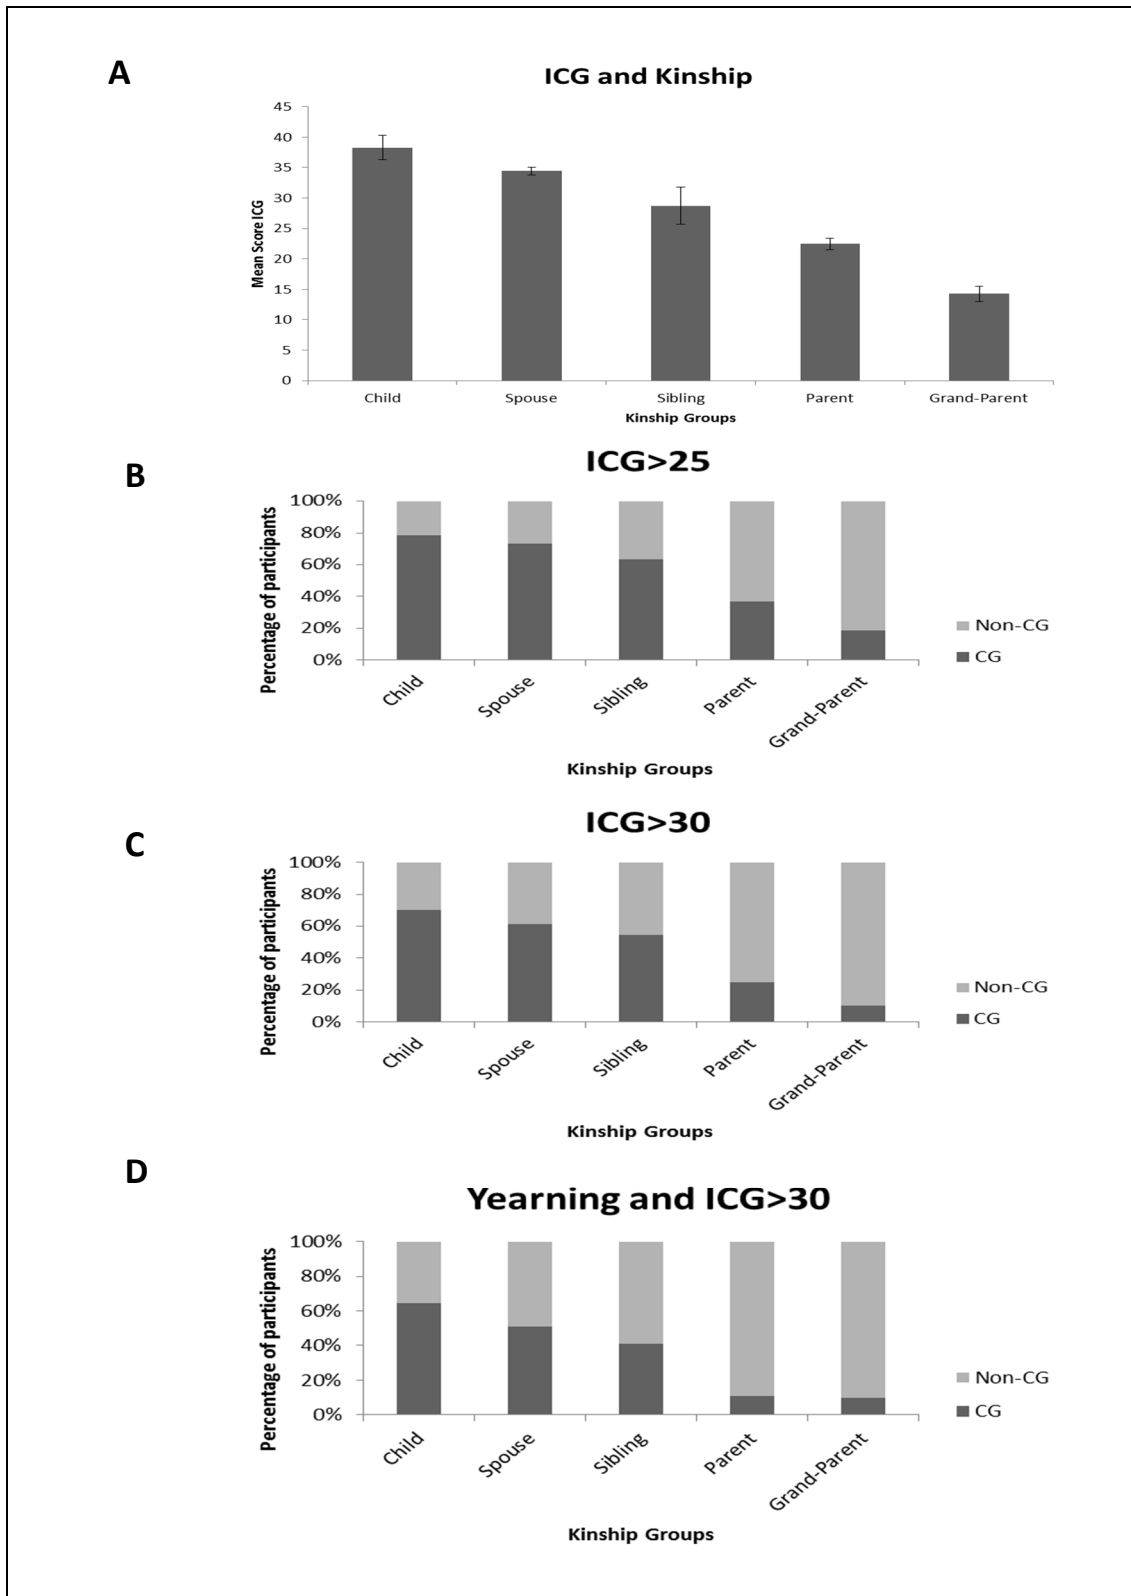 A
ICG and Kinship
45
40
35
30
25
20
15
10
5
0
Mean Score ICG
Child Spouse Sibling Parent Grand-Parent
Kinship Groups
B
ICG>25
100%
80%
60%
40%
20%
0%
Percentage of participants
Non-CG
CG
Child Spouse Sibling Parent Grand-Parent
Kinship Groups
C
ICG>30
100%
80%
60%
40%
20%
0%
Percentage of participants
Non-CG
CG
Child Spouse Sibling Parent Grand-Parent
Kinship Groups
D
Yearning and ICG>30
100%
80%
60%
40%
20%
0%
Percentage of participants
Non-CG
CG
Child Spouse Sibling Parent Grand-Parent
Kinship Groups